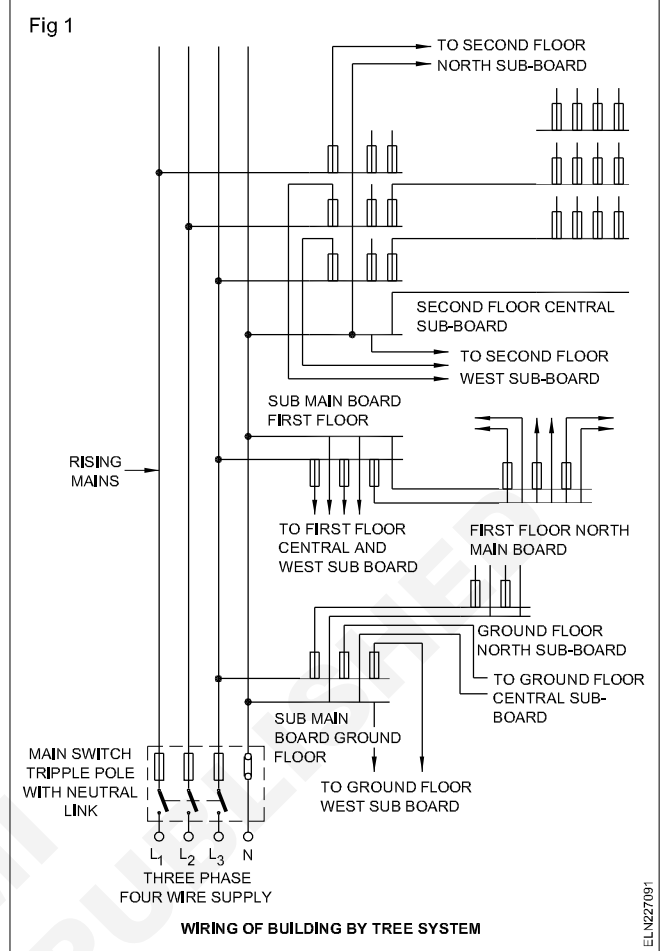 Fig 1
TO SECOND FLOOR
NORTH SUB-BOARD
SECOND FLOOR CENTRAL
SUB-BOARD
TO SECOND FLOOR
WEST SUB-BOARD
SUB MAIN BOARD
FIRST FLOOR
RISING
MAINS
TO FIRST FLOOR
CENTRAL AND
WEST SUB BOARD
FIRST FLOOR NORTH
MAIN BOARD
GROUND FLOOR
NORTH SUB-BOARD
TO GROUND FLOOR
CENTRAL SUB-
BOARD
SUB MAIN
BOARD GROUND
FLOOR
MAIN SWITCH
TRIPPLE POLE
WITH NEUTRAL
LINK
TO GROUND FLOOR
WEST SUB BOARD
L1 L2 L3 N
THREE PHASE
FOUR WIRE SUPPLY
WIRING OF BUILDING BY TREE SYSTEM
ELN227091
PUBLISHED